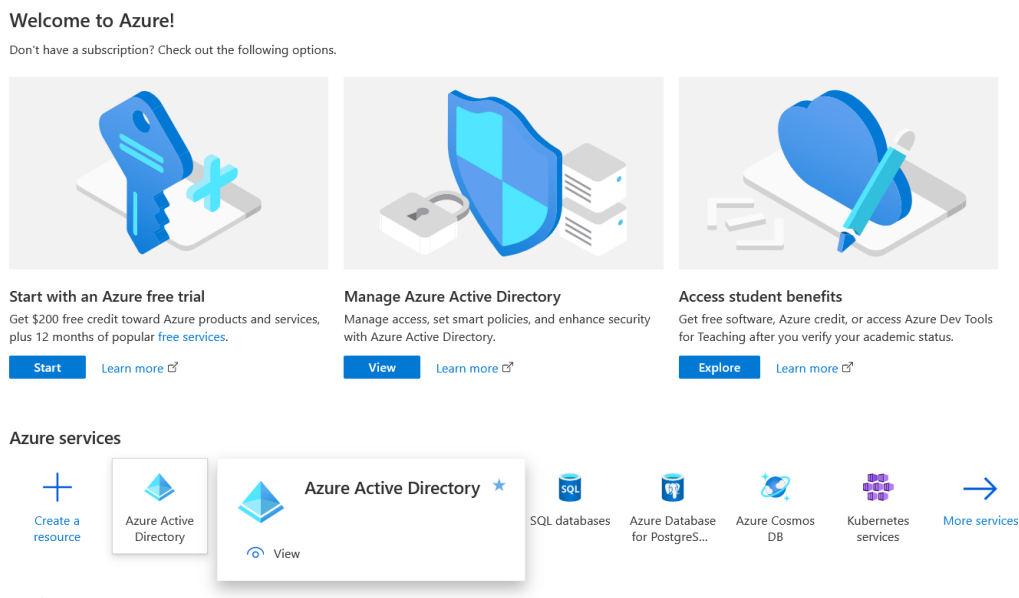 Welcome to Azure!
Don't have a subscription? Check out the following options.
Start with an Azure free trial
Get $200 free credit toward Azure products and services,
plus 12 months of popular free services.
Start
Learn more
Manage Azure Active Directory
Manage access, set smart policies, and enhance security
with Azure Active Directory.
View
Learn more
Access student benefits
Get free software, Azure credit, or access Azure Dev Tools
for Teaching after you verify your academic status.
Explore
Learn more
Azure services
Create a
resource
Azure Active
Directory
Azure Active Directory
View
SQL
SQL databases
Azure Database
for PostgreS...
Azure Cosmos
DB
Kubernetes
services
More services